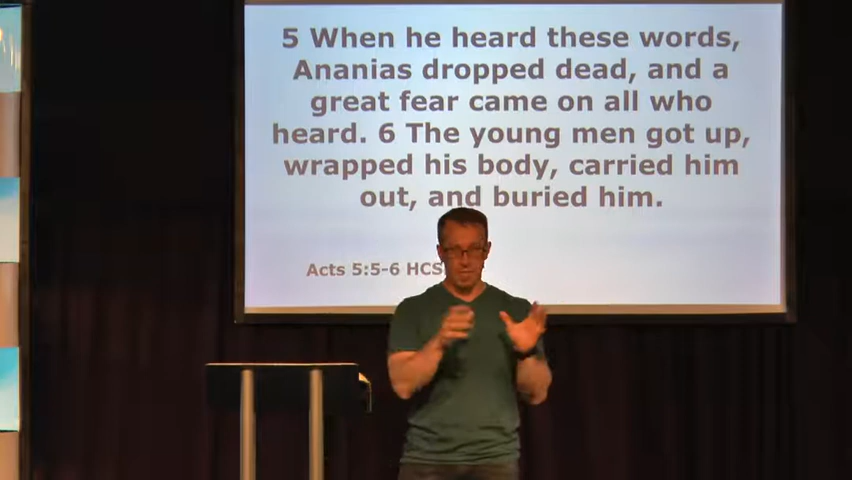 5 When he heard these words,
Ananias dropped dead, and a
great fear came on all who
heard. 6 The young men got up,
wrapped his body, carried him
out, and buried him.
Acts 5:5-6 HCS